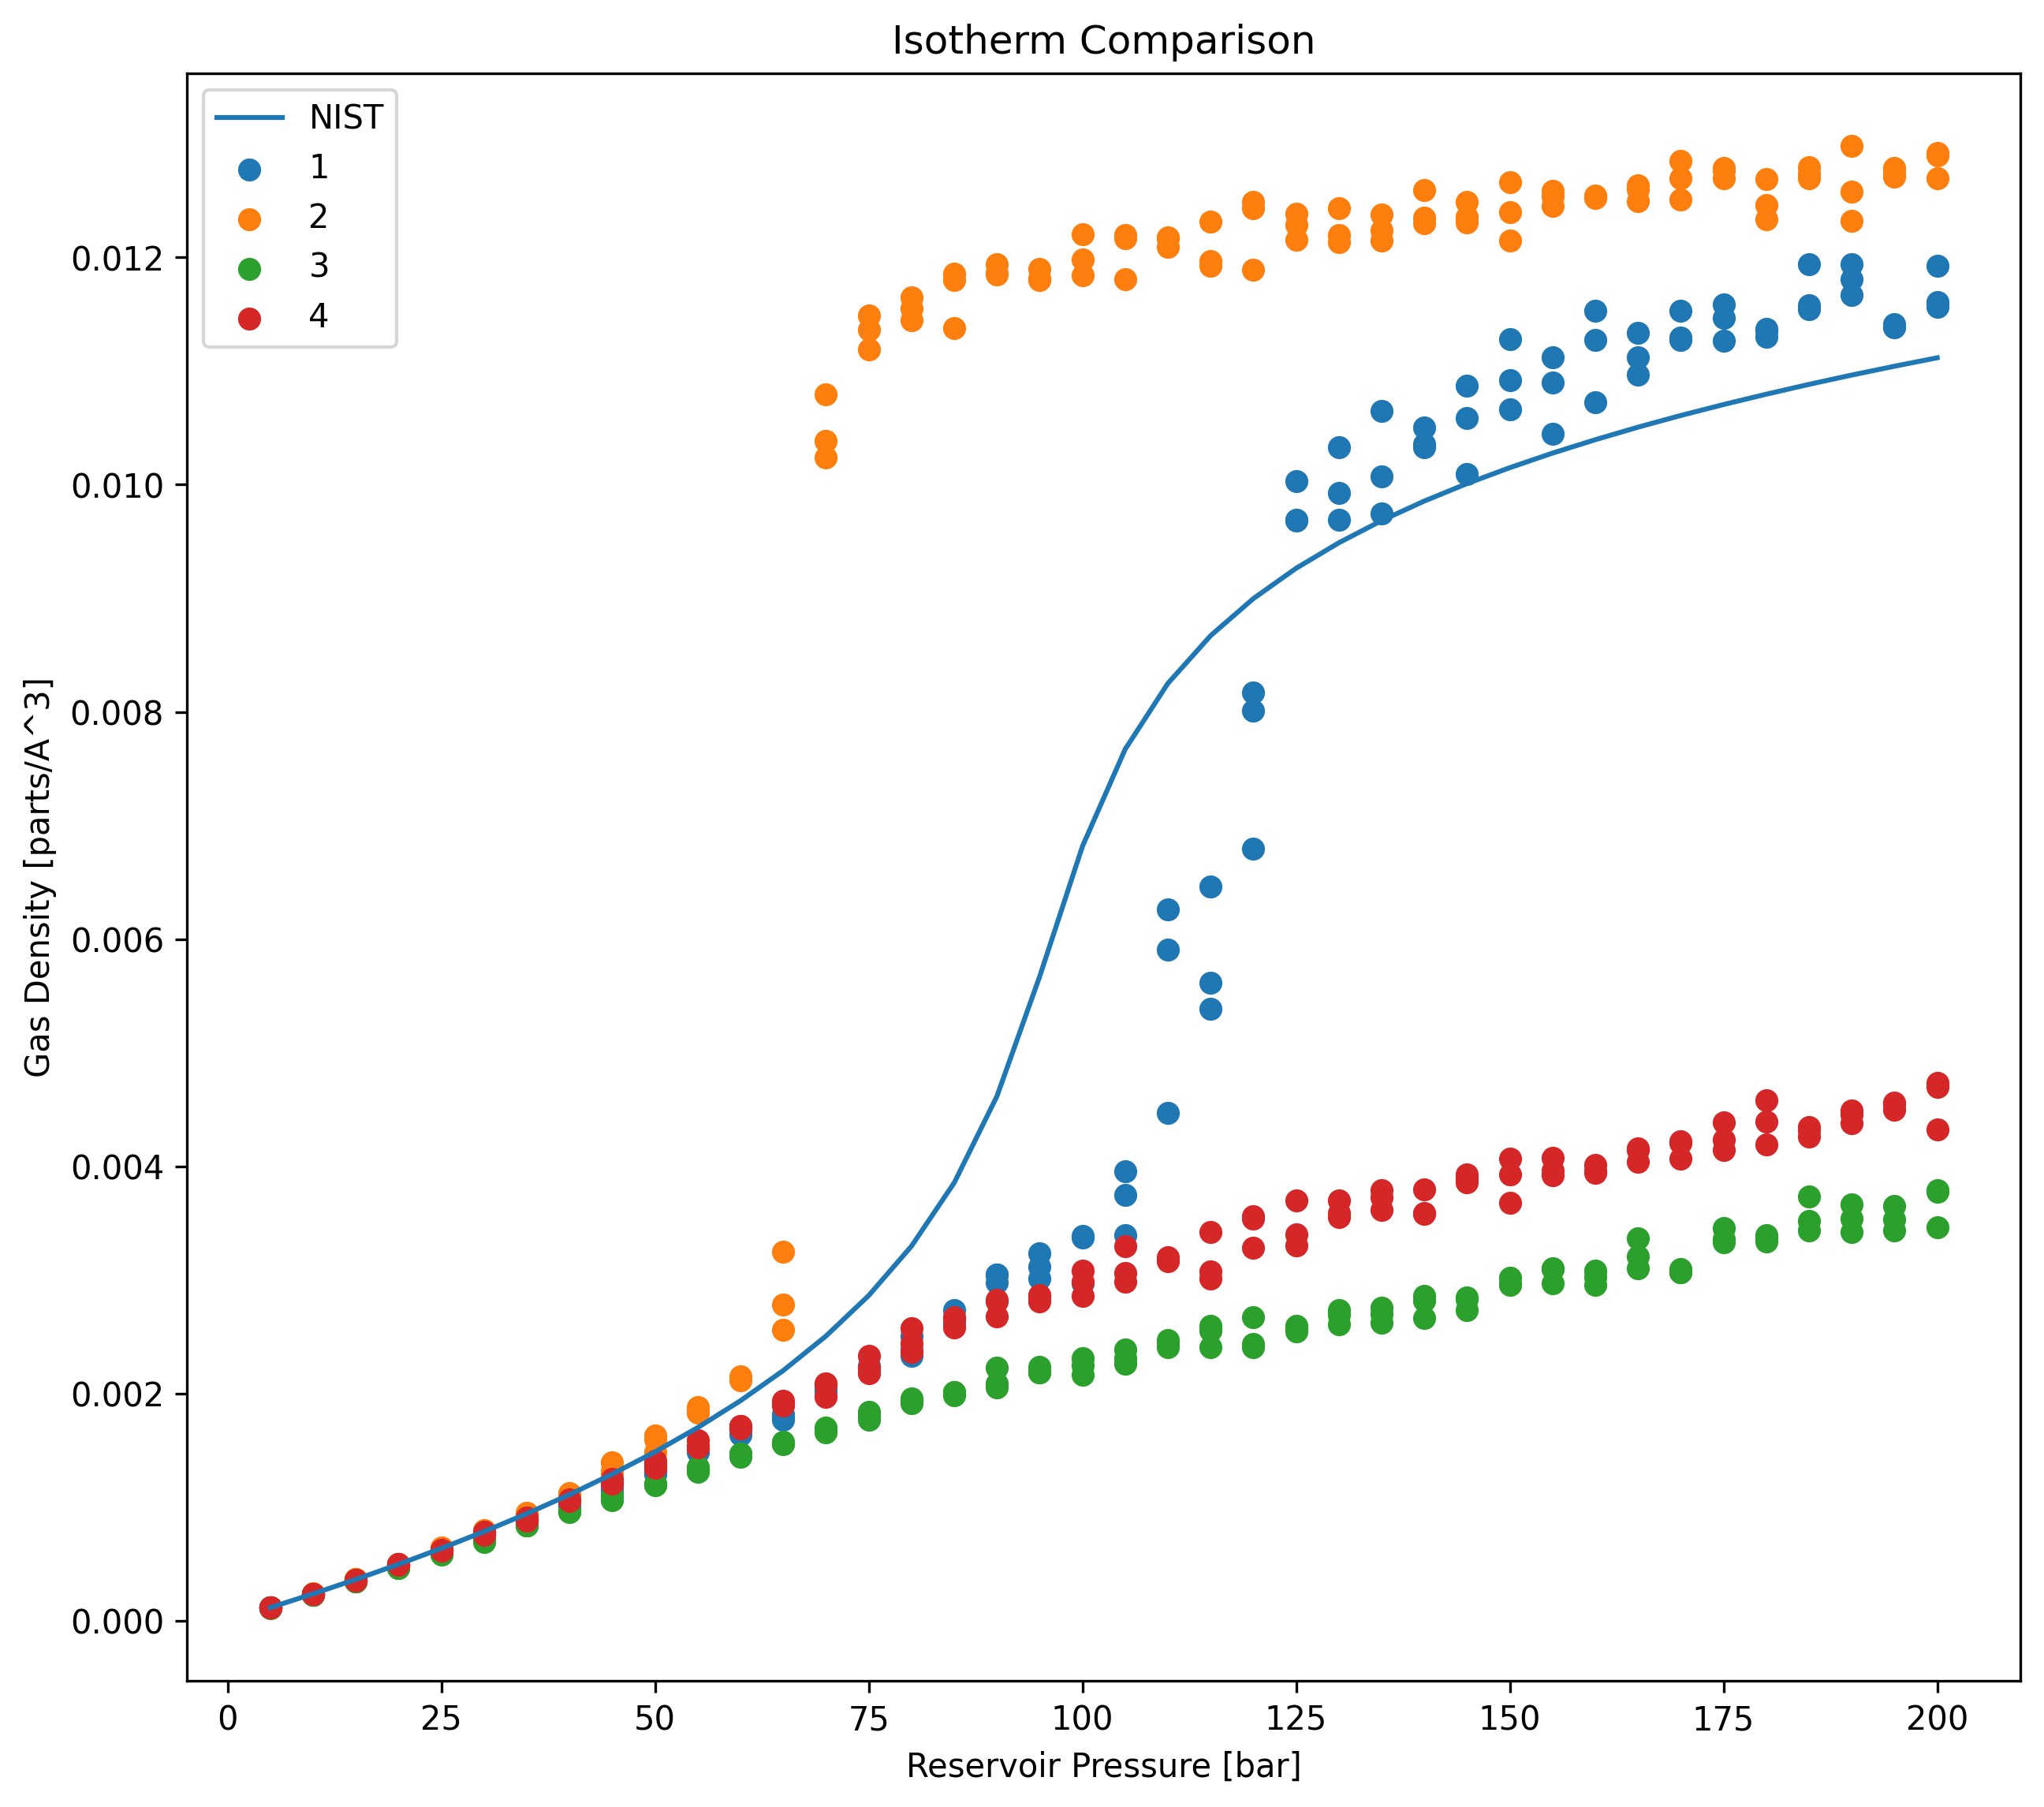 Isotherm Comparison
NIST
1
2
3
4
0.012
0.010
0.008
0.006
0.004
0.002
0.000
Gas Density [parts/A^3]
0 25 50 75 100 125 150 175 200
Reservoir Pressure [bar]